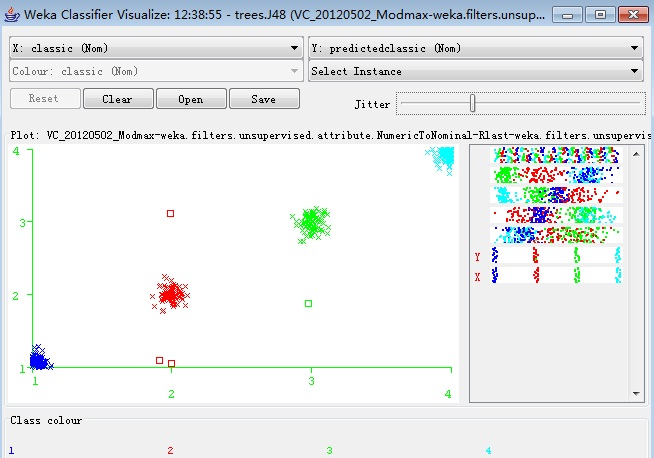 Weka Classifier Visualize: 12:38:55 - trees.J48 (VC_20120502_Modmax-weka.filters.unsup...
X: classic (Nom)
Y: predictedclassic (Nom)
Colour: classic (Nom)
Select Instance
Reset
Clear
Open
Save
Jitter
Plot: VC_20120502_Modmax-weka.filters.unsupervised.attribute.NumericToNominal-Rlast-weka.filters.unsupervis
4
3
2
1
1
2
3
4
Y
X
Class colour
1
2
3
4